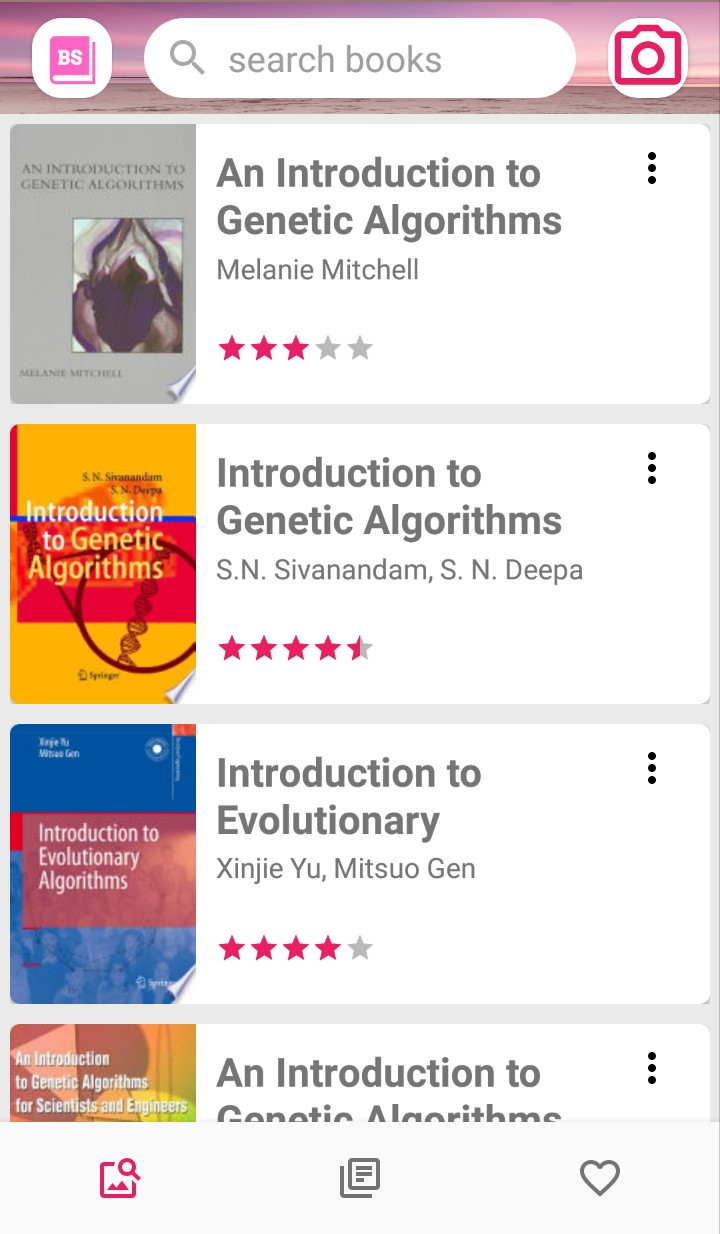 BS
search books
AN INTRODUCTION TO
GENETIC ALGORITHMS
MELANIE MITCHELL
An Introduction to
Genetic Algorithms
Melanie Mitchell
S. N. Sivanandam
S. N. Deepa
Introduction
to Genetic
Algorithms
Springer
Introduction to
Genetic Algorithms
S.N. Sivanandam, S. N. Deepa
Xinjie Yu
Mitsuo Gen
Introduction to
Evolutionary
Algorithms
Springer
Introduction to
Evolutionary
Xinjie Yu, Mitsuo Gen
An Introduction
to Genetic Algorithms
for Scientists and Engineers
An Introduction to
Genetic Algorithms